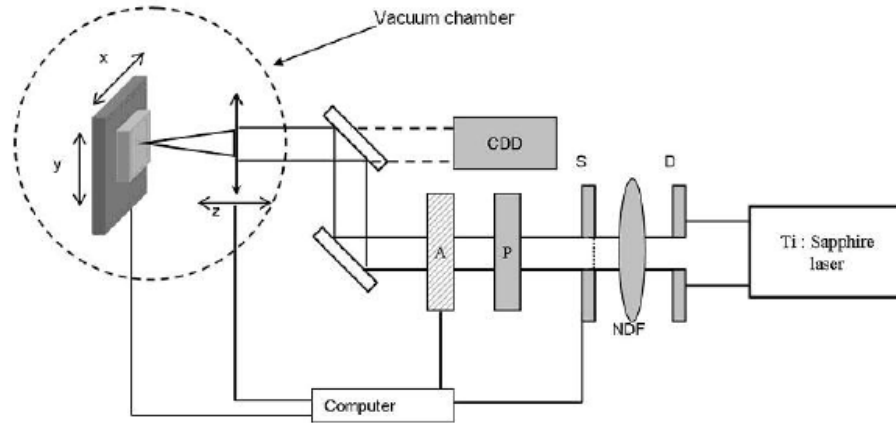 Vacuum chamber
x
CDD
S
D
y
z
A
P
Ti : Sapphire
laser
NDF
Computer